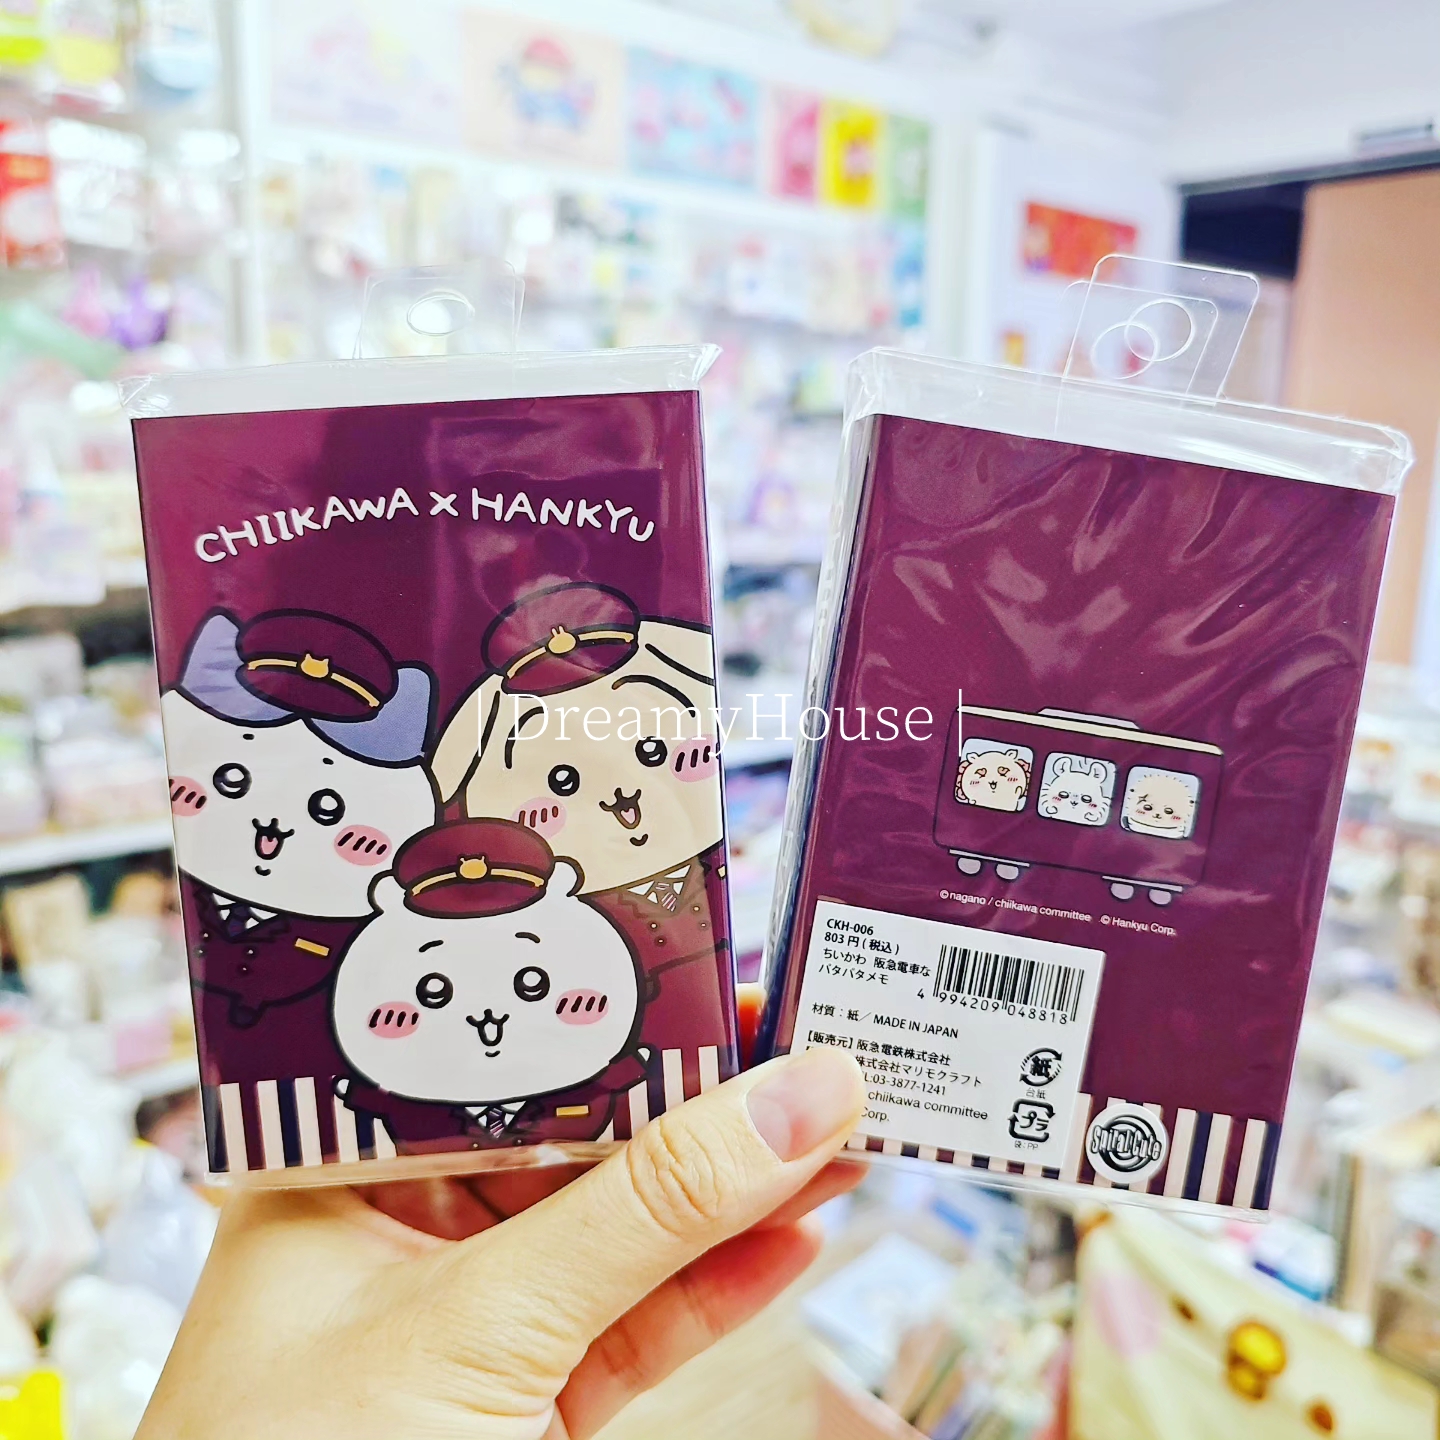 CHIIKAWA X HANKYU
| DreamyHouse |
©nagano / chiikawa committee ©Hankyu Corp.
CKH-006
803円(税込)
ちいかわ 阪急電車な
パタパタメモ
4 994209 048818
材質:紙/MADE IN JAPAN
【販売元】阪急電鉄株式会社
株式会社マリモクラフト
L:03-3877-1241
chiikawa committee
Corp.
紙
台紙
プラ
袋:PP